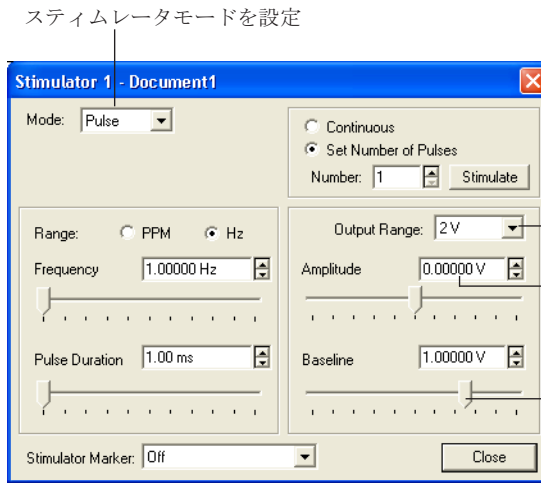 スティムレータモードを設定
Stimulator 1 - Document1
Mode: Pulse
Continuous
Set Number of Pulses
Number: 1 Stimulate
Range: PPM Hz
Frequency 1.00000 Hz
Pulse Duration 1.00 ms
Output Range: 2 V
Amplitude 0.00000 V
Baseline 1.00000 V
Stimulator Marker: Off
Close